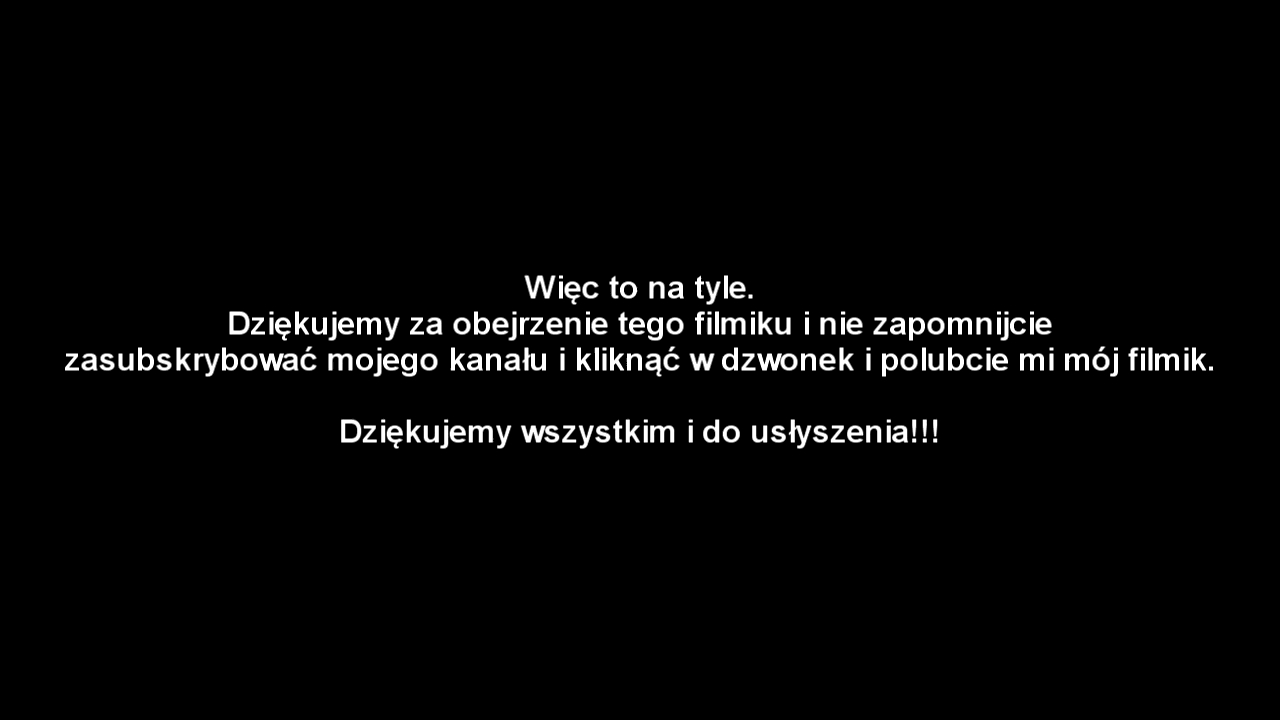 Więc to na tyle.
Dziękujemy za obejrzenie tego filmiku i nie zapomnijcie
zasubskrybować mojego kanału i kliknąć w dzwonek i polubcie mi mój filmik.
Dziękujemy wszystkim i do usłyszenia!!!